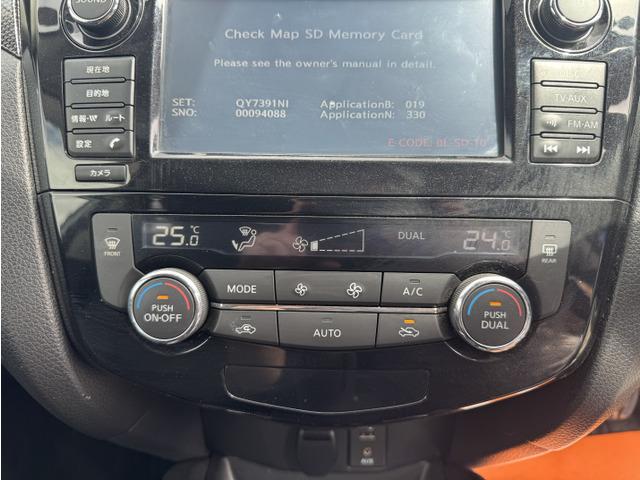 SOUND
Check Map SD Memory Card
Please see the owner's manual in detail.
SET: QY7391NI ApplicationB: 019
SNO: 00094088 ApplicationN: 330
E-CODE: BL-SD-10
現在地
目的地
情報・VP ルート
設定
カメラ
TV-AUX
FM-AM
25.0 °C
DUAL
24.0 °C
FRONT
REAR
MODE
A/C
PUSH
ON-OFF
AUTO
PUSH
DUAL
AUX